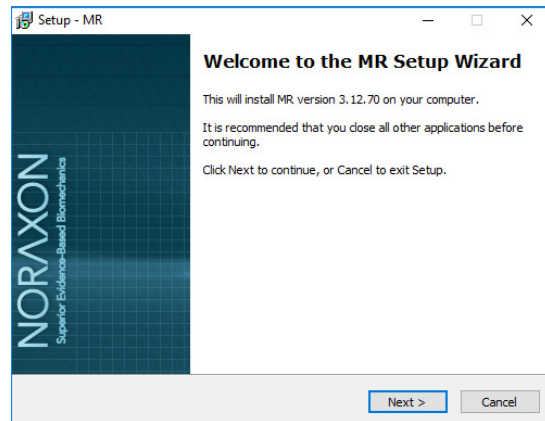 Setup - MR
Welcome to the MR Setup Wizard
This will install MR version 3.12.70 on your computer.
It is recommended that you close all other applications before
continuing.
Click Next to continue, or Cancel to exit Setup.
NORAXON
Superior Evidence-Based Biomechanics
Next >
Cancel